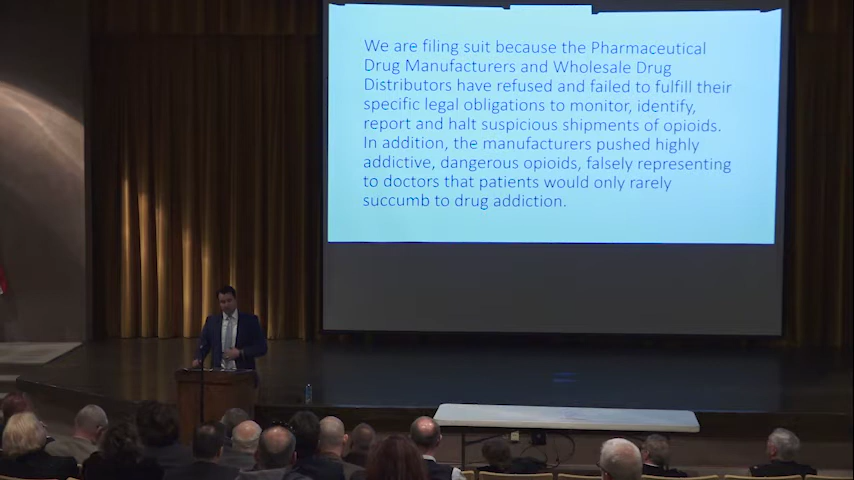 We are filing suit because the Pharmaceutical
Drug Manufacturers and Wholesale Drug
Distributors have refused and failed to fulfill their
specific legal obligations to monitor, identify,
report and halt suspicious shipments of opioids.
In addition, the manufacturers pushed highly
addictive, dangerous opioids, falsely representing
to doctors that patients would only rarely
succumb to drug addiction.